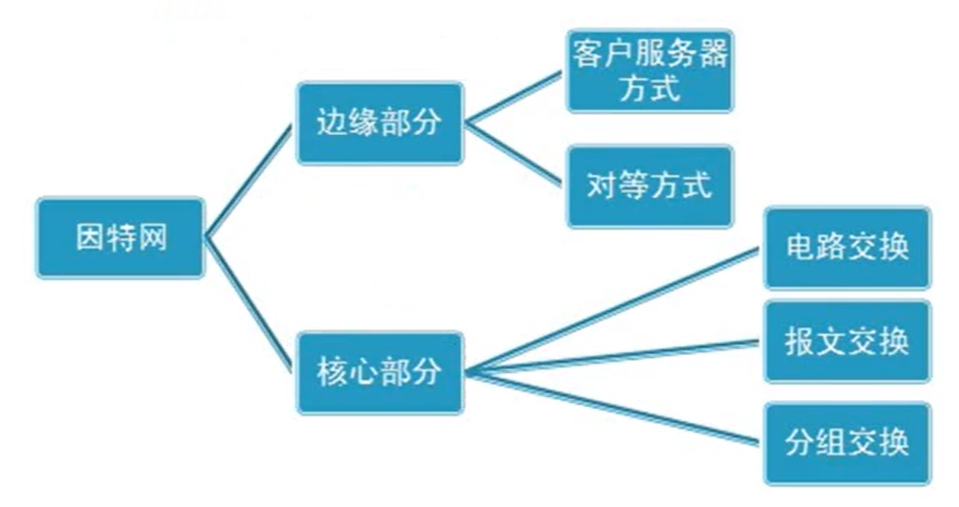 因特网
边缘部分
客户服务器
方式
对等方式
核心部分
电路交换
报文交换
分组交换